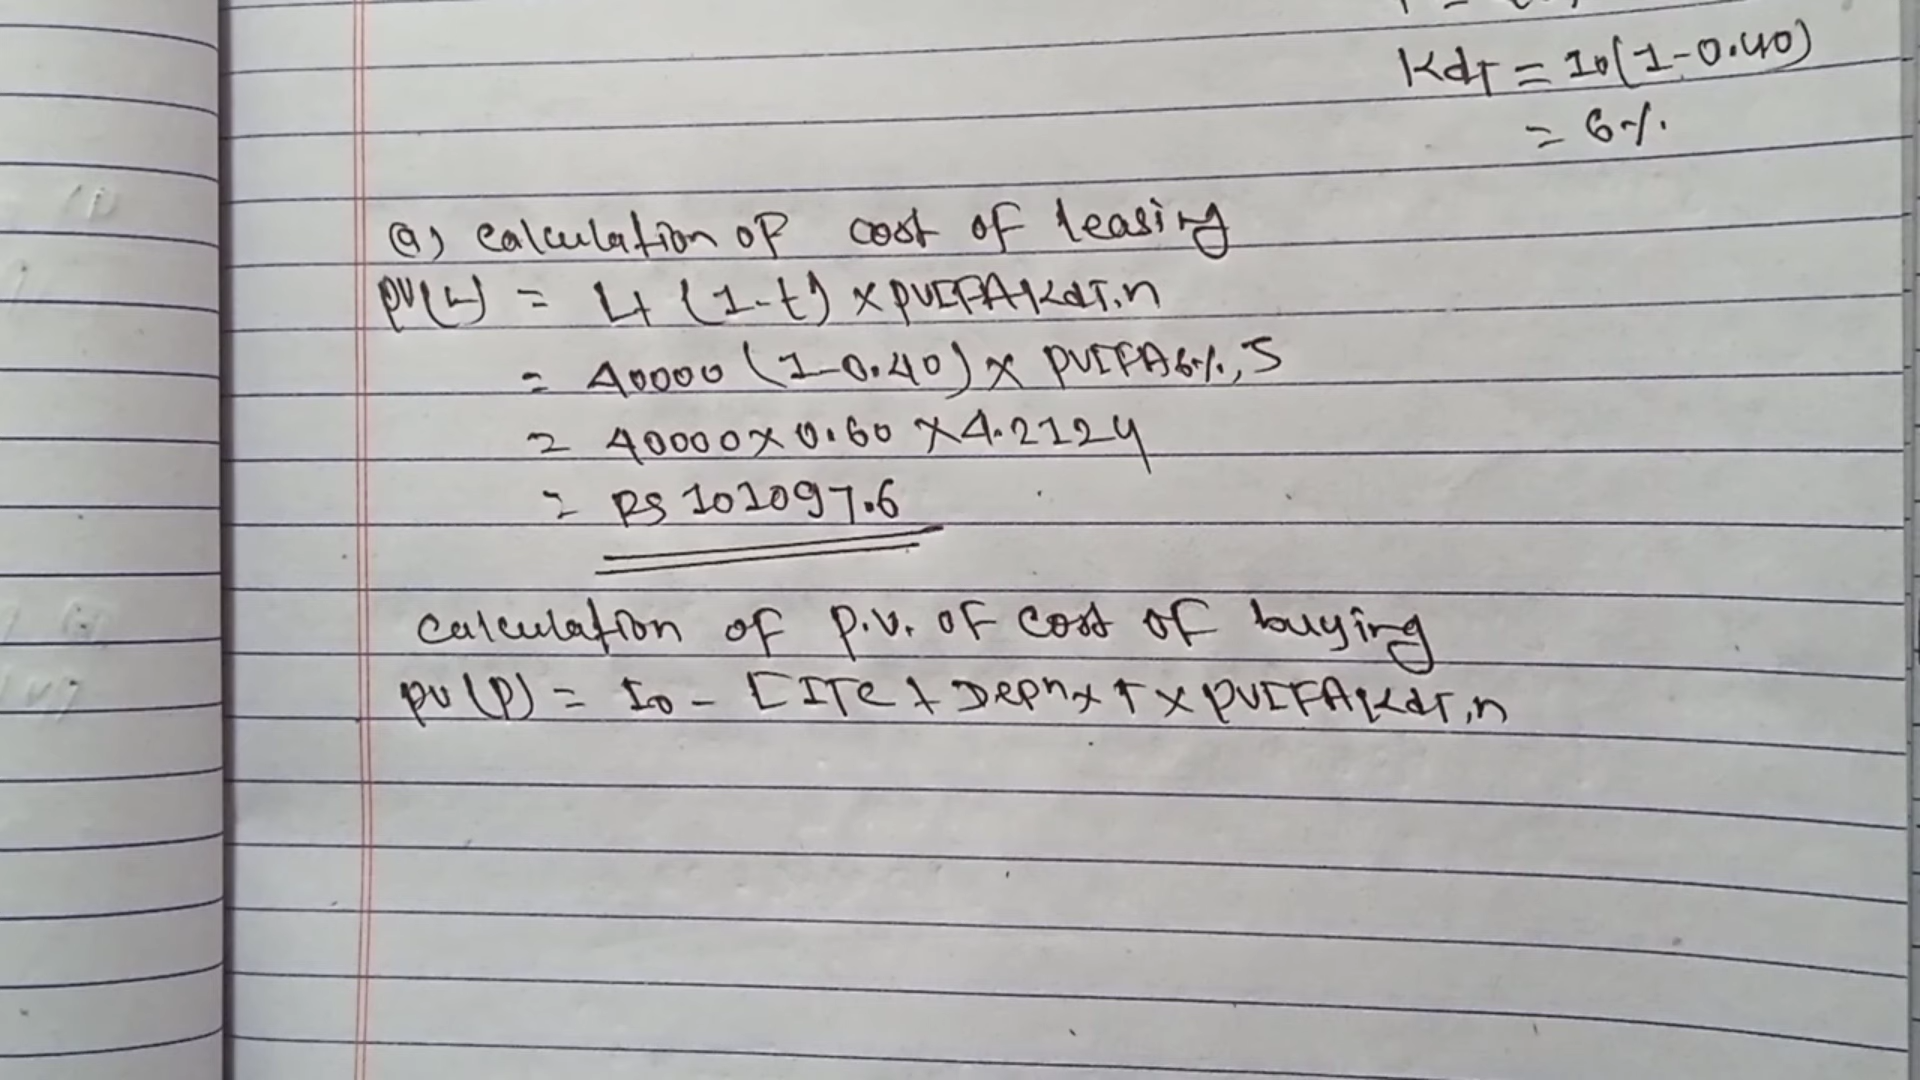 KdT = 10(1-0.40)
= 6%.
(a) calculation of cost of leasing
PV(L) = Lt (1-t) x PVIFAKdT,n
= 40000 (1-0.40) x PVIFA6%,5
= 40000 x 0.60 x 4.2124
= Rs 101097.6
calculation of p.v. of cost of buying
PV(P) = Io - [ITC + Depn x T x PVIFAKdT,n